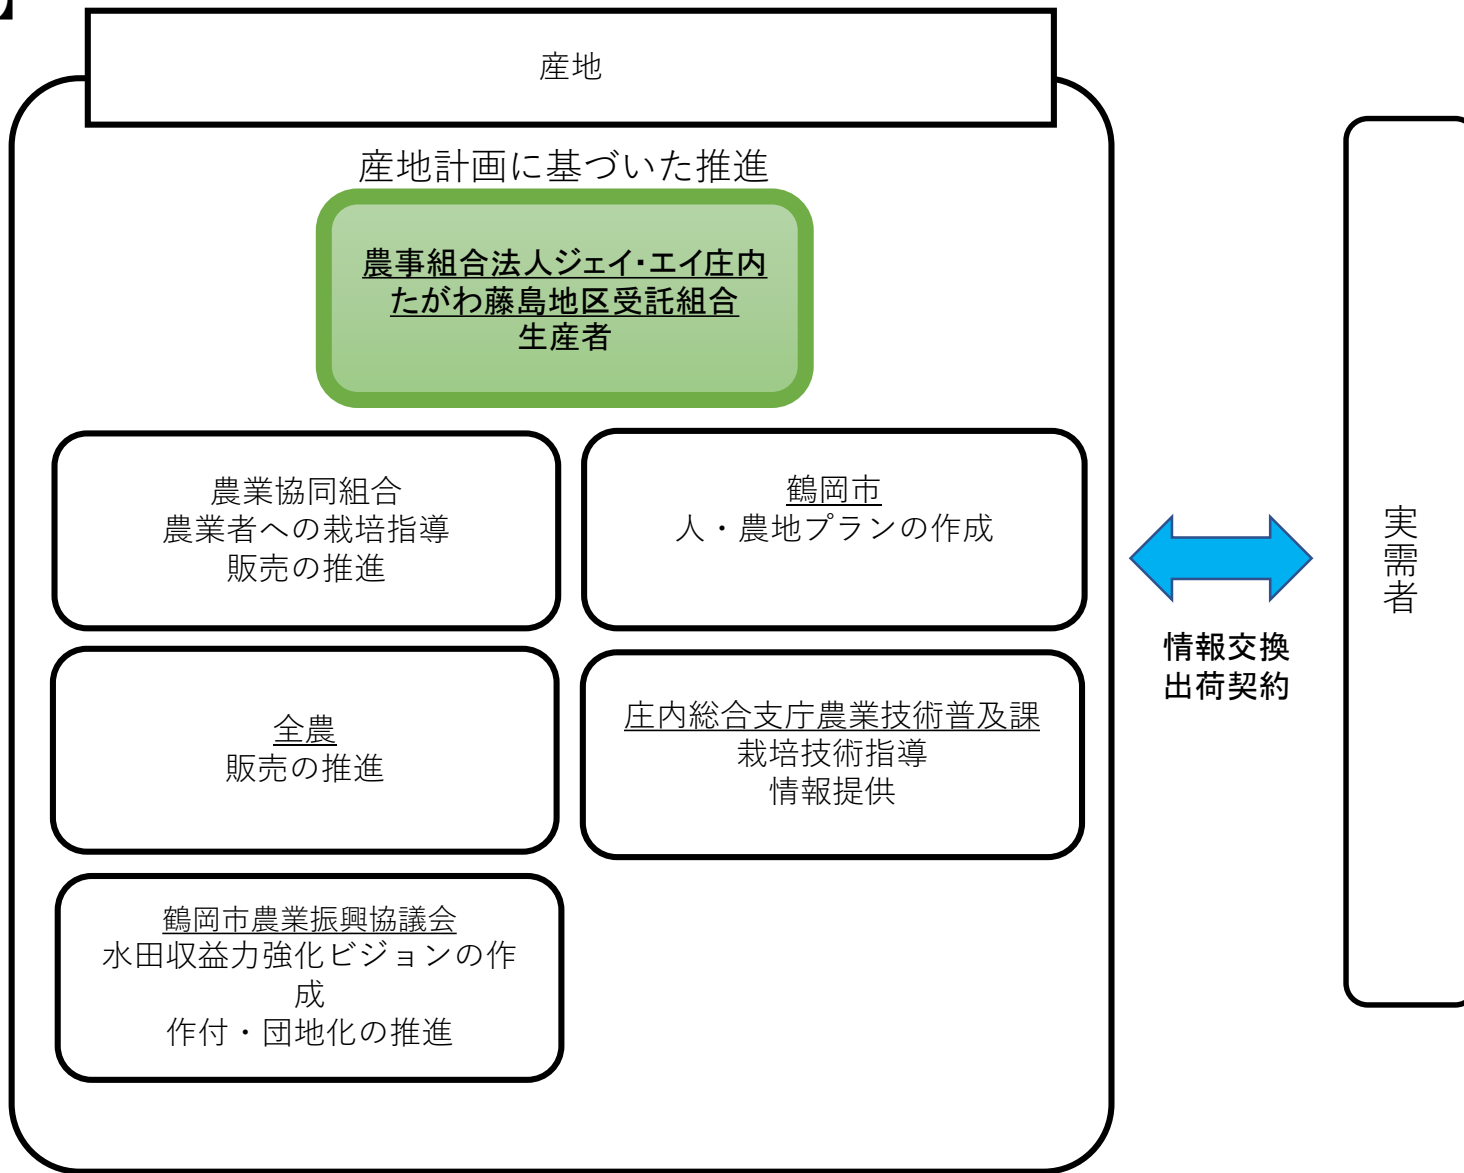 】
産地
産地計画に基づいた推進
農事組合法人ジェイ・エイ庄内
たがわ藤島地区受託組合
生産者
農業協同組合
農業者への栽培指導
販売の推進
鶴岡市
人・農地プランの作成
全農
販売の推進
庄内総合支庁農業技術普及課
栽培技術指導
情報提供
鶴岡市農業振興協議会
水田収益力強化ビジョンの作
成
作付・団地化の推進
情報交換
出荷契約
実需者